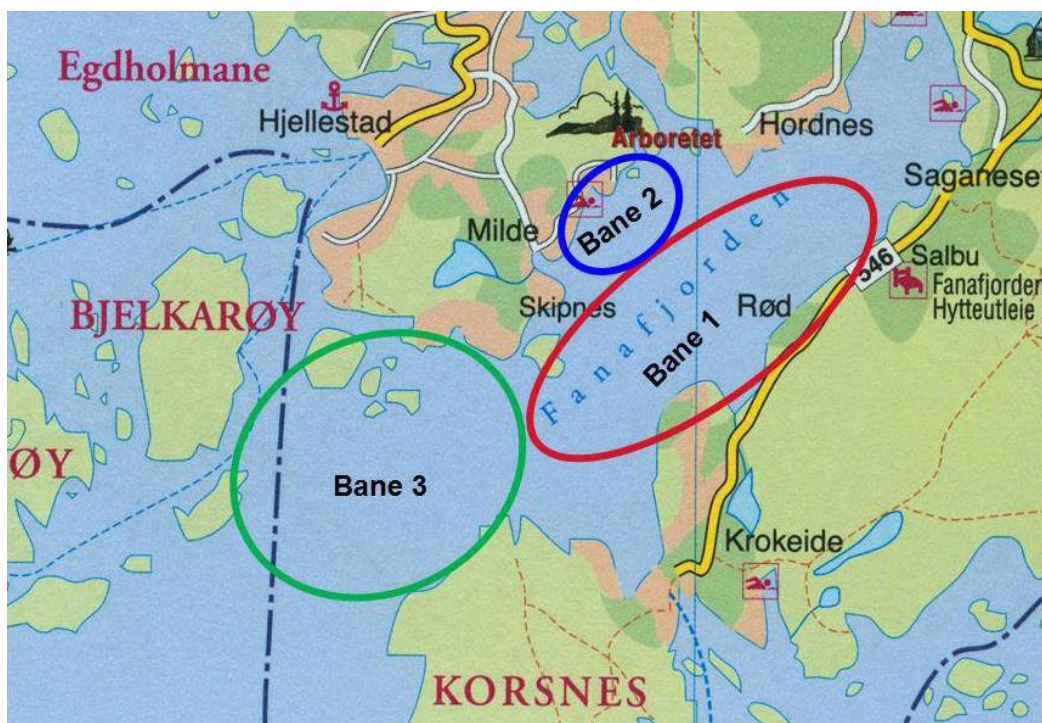 Egdholmane
Hjellestad
Arboretet
Hordnes
Saganeset
Milde
Bane 2
Fanafjorden
546
Salbu
Fanafjorden
Hytteutleie
BJELKARØY
Skipnes
Rød
Bane 1
ØY
Bane 3
Krokeide
KORSNES